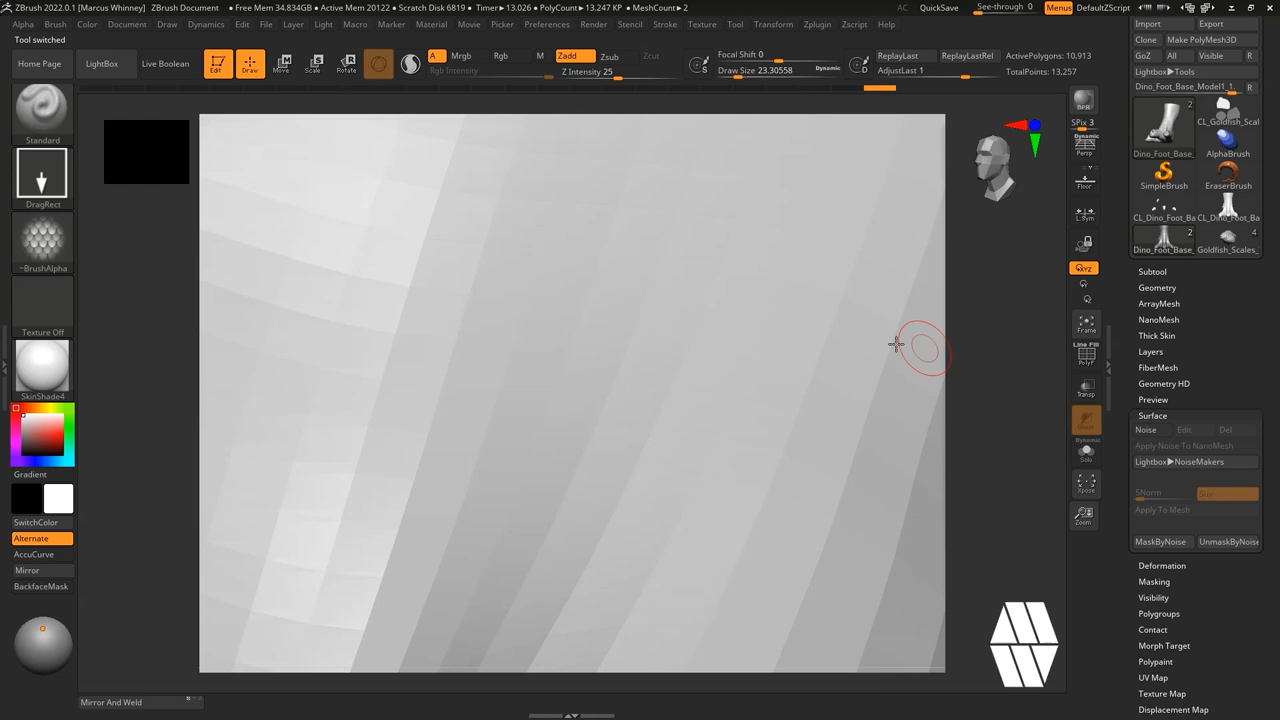 ZBrush 2022.0.1 [Marcus Whinney] ZBrush Document • Free Mem 34.834GB • Active Mem 20122 • Scratch Disk 6819 • Timer▶13.026 • PolyCount▶13.247 KP • MeshCount▶2 AC QuickSave See-through 0 Menus DefaultZScript
Alpha Brush Color Document Draw Dynamics Edit File Layer Light Macro Marker Material Movie Picker Preferences Render Stencil Stroke Texture Tool Transform Zplugin Zscript Help
Tool switched
Home Page LightBox Live Boolean Edit Draw Move Scale Rotate
A Mrgb Rgb M Zadd Zsub Zcut
Rgb Intensity Z Intensity 25
Focal Shift 0
Draw Size 23.30558 Dynamic
S D
ReplayLast ReplayLastRel
AdjustLast 1
ActivePolygons: 10,913
TotalPoints: 13,257
Standard
DragRect
~BrushAlpha
Texture Off
SkinShade4
Gradient
SwitchColor
Alternate
AccuCurve
Mirror
BackfaceMask
Mirror And Weld
BPR
SPix 3
Dynamic
Persp
Floor
L.Sym
XYZ
Frame
Line Fill
PolyF
Transp
Ghost
Dynamic
Solo
Xpose
Zoom
Import Export
Clone Make PolyMesh3D
GoZ All Visible R
Lightbox▶Tools
Dino_Foot_Base_Model1_1. R
2
CL_Goldfish_Scal
Dino_Foot_Base_ AlphaBrush
SimpleBrush EraserBrush
CL_Dino_Foot_Ba CL_Dino_Foot_Ba
2 4
Dino_Foot_Base_ Goldfish_Scales_
Subtool
Geometry
ArrayMesh
NanoMesh
Thick Skin
Layers
FiberMesh
Geometry HD
Preview
Surface
Noise Edit Del
Apply Noise To NanoMesh
Lightbox▶NoiseMakers
SNorm Suv
Apply To Mesh
MaskByNoise UnmaskByNoise
Deformation
Masking
Visibility
Polygroups
Contact
Morph Target
Polypaint
UV Map
Texture Map
Displacement Map